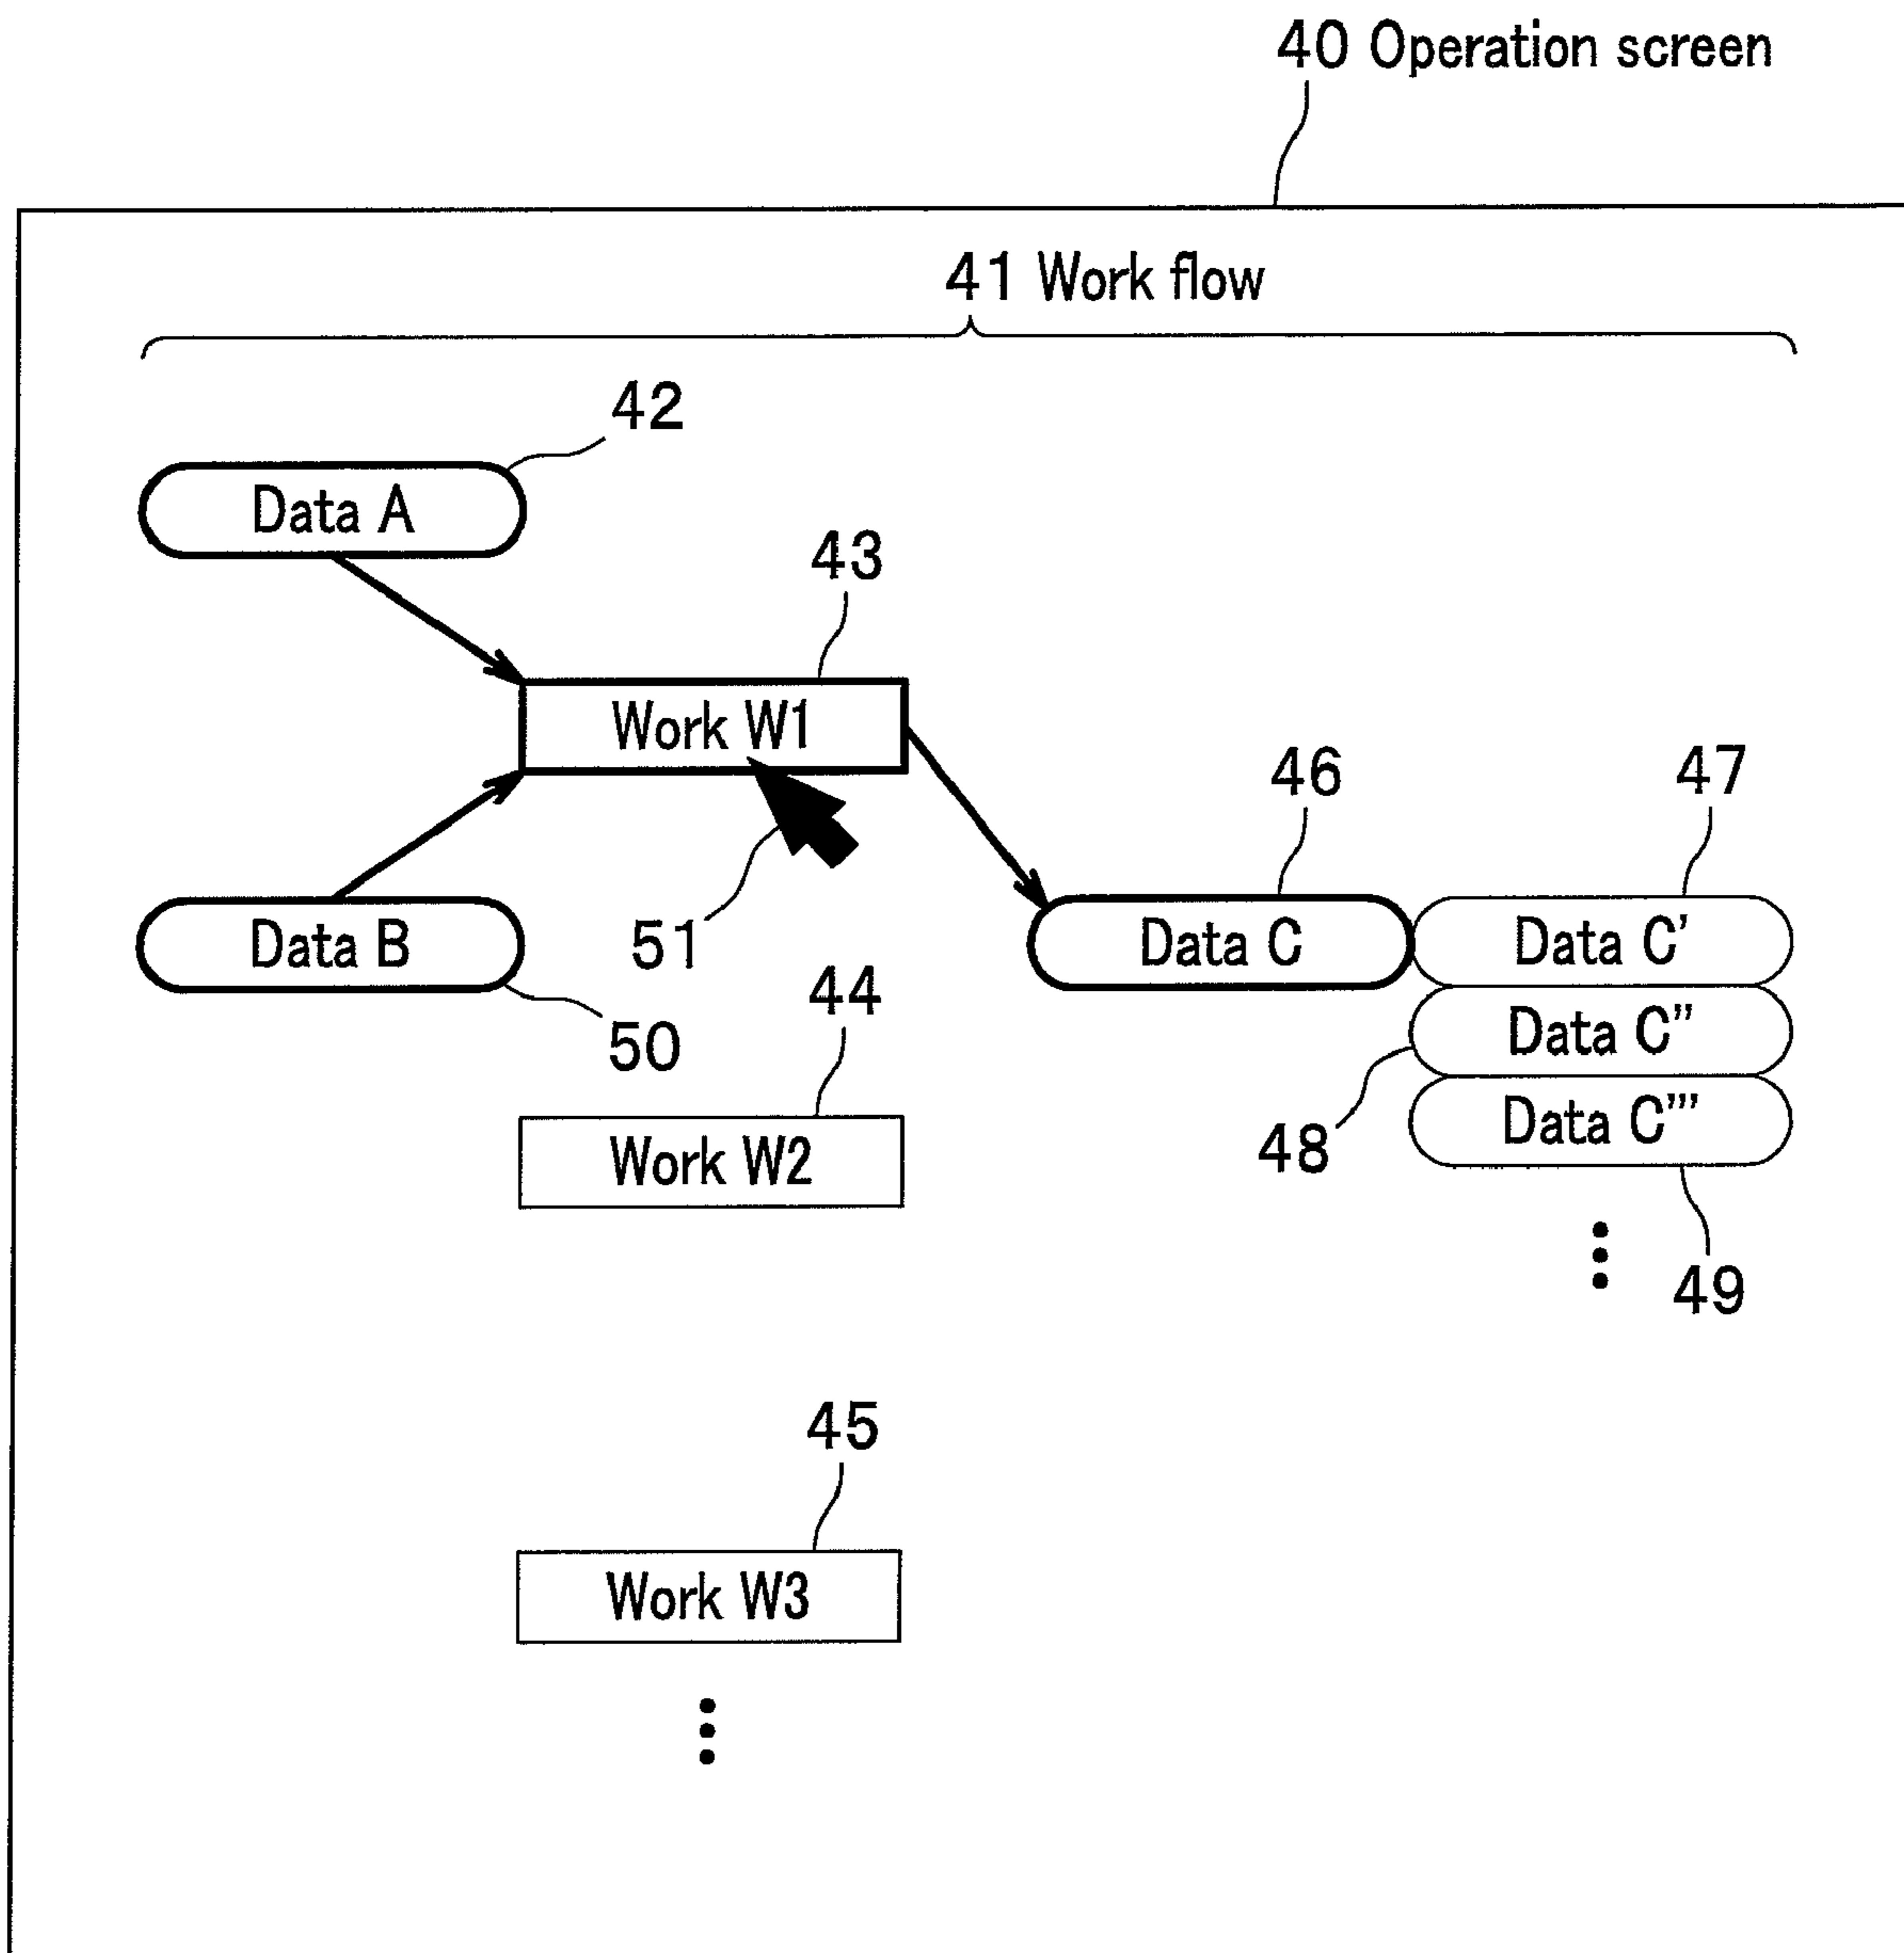 40 Operation screen
41 Work flow
42
Data A
43
Work W1
46
47
51
Data B
Data C
Data C'
44
50
Data C"
48
Data C"'
Work W2
49
45
Work W3